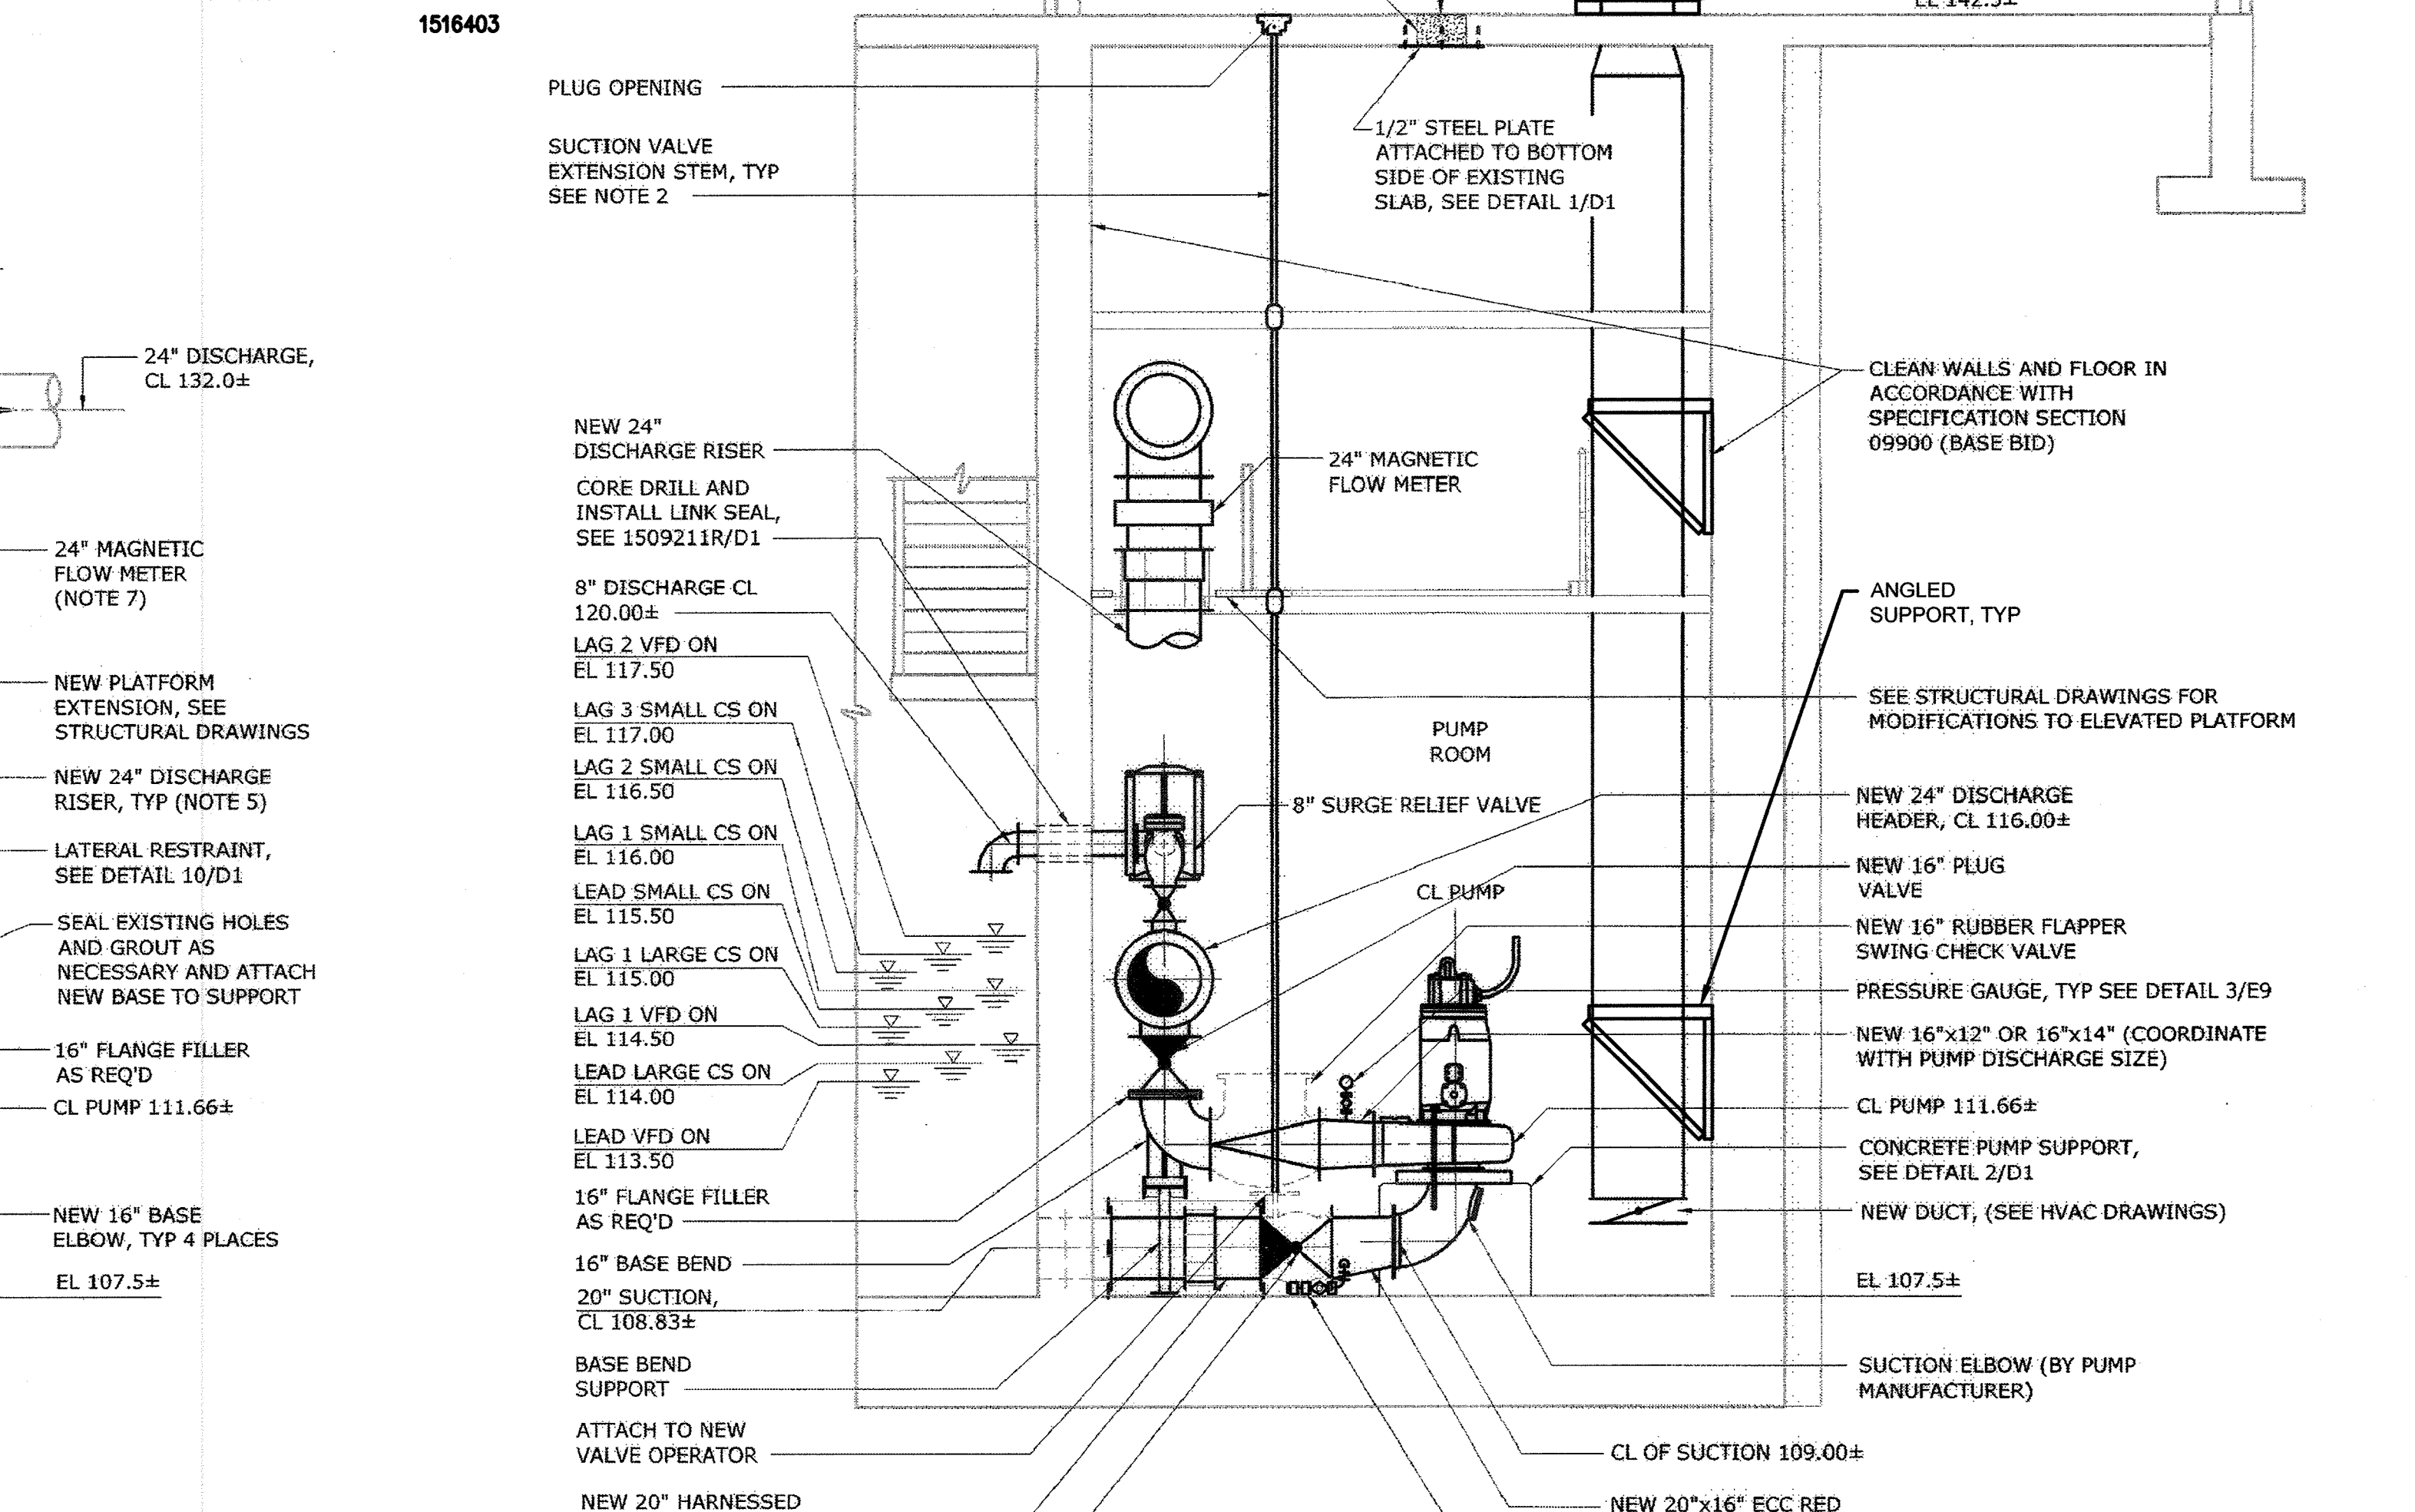 1516403
EL 142.5±
PLUG OPENING
SUCTION VALVE
EXTENSION STEM, TYP
SEE NOTE 2
1/2" STEEL PLATE
ATTACHED TO BOTTOM
SIDE OF EXISTING
SLAB, SEE DETAIL 1/D1
24" DISCHARGE,
CL 132.0±
24" MAGNETIC
FLOW METER
(NOTE 7)
NEW PLATFORM
EXTENSION, SEE
STRUCTURAL DRAWINGS
NEW 24" DISCHARGE
RISER, TYP (NOTE 5)
LATERAL RESTRAINT,
SEE DETAIL 10/D1
SEAL EXISTING HOLES
AND GROUT AS
NECESSARY AND ATTACH
NEW BASE TO SUPPORT
16" FLANGE FILLER
AS REQ'D
CL PUMP 111.66±
NEW 16" BASE
ELBOW, TYP 4 PLACES
EL 107.5±
NEW 24"
DISCHARGE RISER
CORE DRILL AND
INSTALL LINK SEAL,
SEE 1509211R/D1
8" DISCHARGE CL
120.00±
LAG 2 VFD ON
EL 117.50
LAG 3 SMALL CS ON
EL 117.00
LAG 2 SMALL CS ON
EL 116.50
LAG 1 SMALL CS ON
EL 116.00
LEAD SMALL CS ON
EL 115.50
LAG 1 LARGE CS ON
EL 115.00
LAG 1 VFD ON
EL 114.50
LEAD LARGE CS ON
EL 114.00
LEAD VFD ON
EL 113.50
16" FLANGE FILLER
AS REQ'D
16" BASE BEND
20" SUCTION,
CL 108.83±
BASE BEND
SUPPORT
ATTACH TO NEW
VALVE OPERATOR
NEW 20" HARNESSED
24" MAGNETIC
FLOW METER
PUMP
ROOM
8" SURGE RELIEF VALVE
CL PUMP
CLEAN WALLS AND FLOOR IN
ACCORDANCE WITH
SPECIFICATION SECTION
09900 (BASE BID)
ANGLED
SUPPORT, TYP
SEE STRUCTURAL DRAWINGS FOR
MODIFICATIONS TO ELEVATED PLATFORM
NEW 24" DISCHARGE
HEADER, CL 116.00±
NEW 16" PLUG
VALVE
NEW 16" RUBBER FLAPPER
SWING CHECK VALVE
PRESSURE GAUGE, TYP SEE DETAIL 3/E9
NEW 16"x12" OR 16"x14" (COORDINATE
WITH PUMP DISCHARGE SIZE)
CL PUMP 111.66±
CONCRETE PUMP SUPPORT,
SEE DETAIL 2/D1
NEW DUCT, (SEE HVAC DRAWINGS)
EL 107.5±
SUCTION ELBOW (BY PUMP
MANUFACTURER)
CL OF SUCTION 109.00±
NEW 20"x16" ECC RED